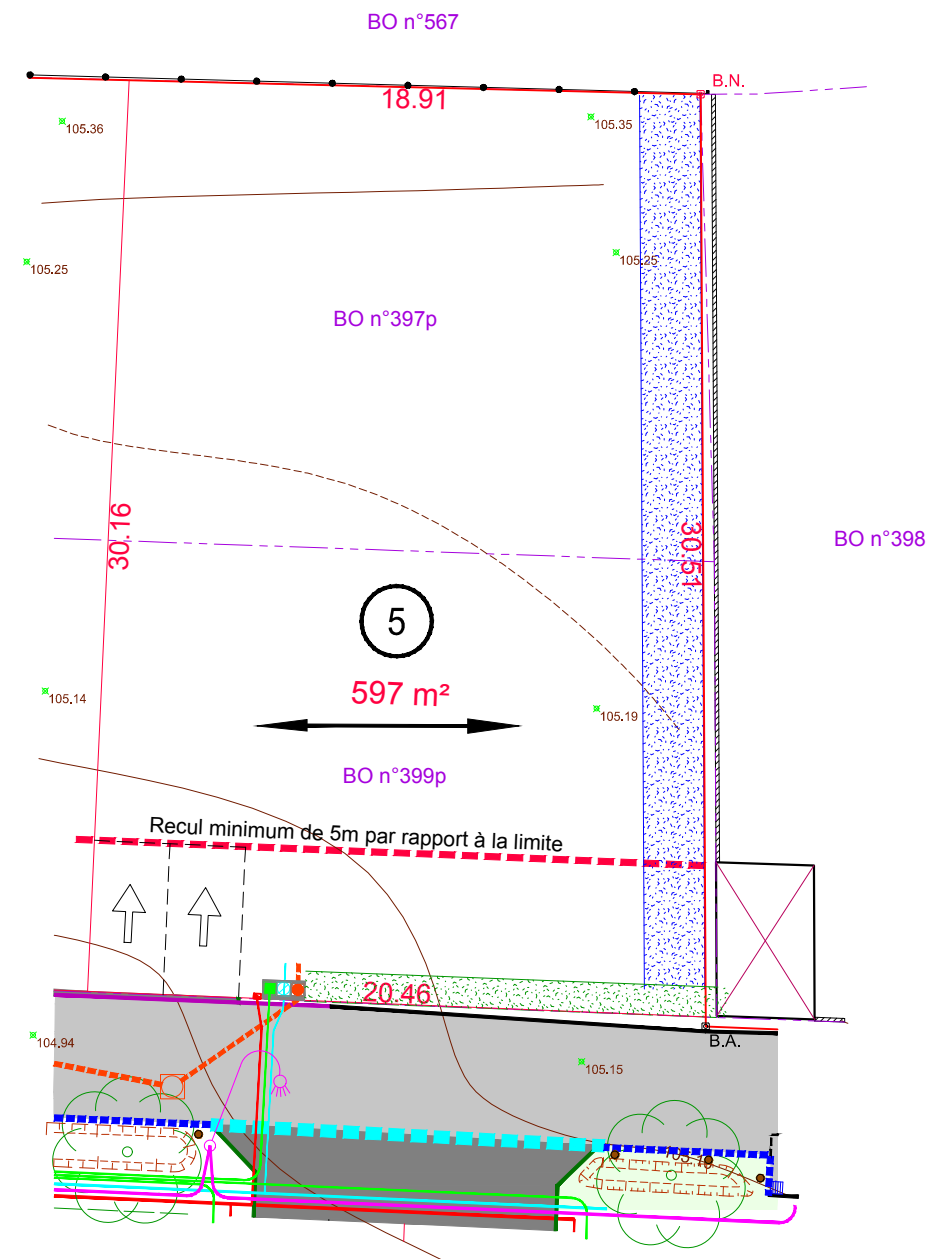 BO n°567
B.N.
18.91
105.36
105.35
105.25
105.25
BO n°397p
30.16
30.51
BO n°398
5
597 m²
105.14
105.19
BO n°399p
Recul minimum de 5m par rapport à la limite
20.46
104.94
B.A.
105.15